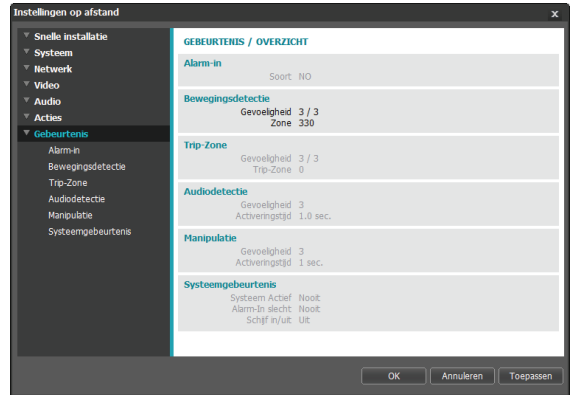 Instellingen op afstand
x
Snelle installatie
Systeem
Netwerk
Video
Audio
Acties
Gebeurtenis
Alarm-in
Bewegingsdetectie
Trip-Zone
Audiodetectie
Manipulatie
Systeemgebeurtenis
GEBEURTENIS / OVERZICHT
Alarm-in
Soort NO
Bewegingsdetectie
Gevoeligheid 3 / 3
Zone 330
Trip-Zone
Gevoeligheid 3 / 3
Trip-Zone 0
Audiodetectie
Gevoeligheid 3
Activeringstijd 1.0 sec.
Manipulatie
Gevoeligheid 3
Activeringstijd 1 sec.
Systeemgebeurtenis
Systeem Actief Nooit
Alarm-In slecht Nooit
Schijf in/uit Uit
OK Annuleren Toepassen